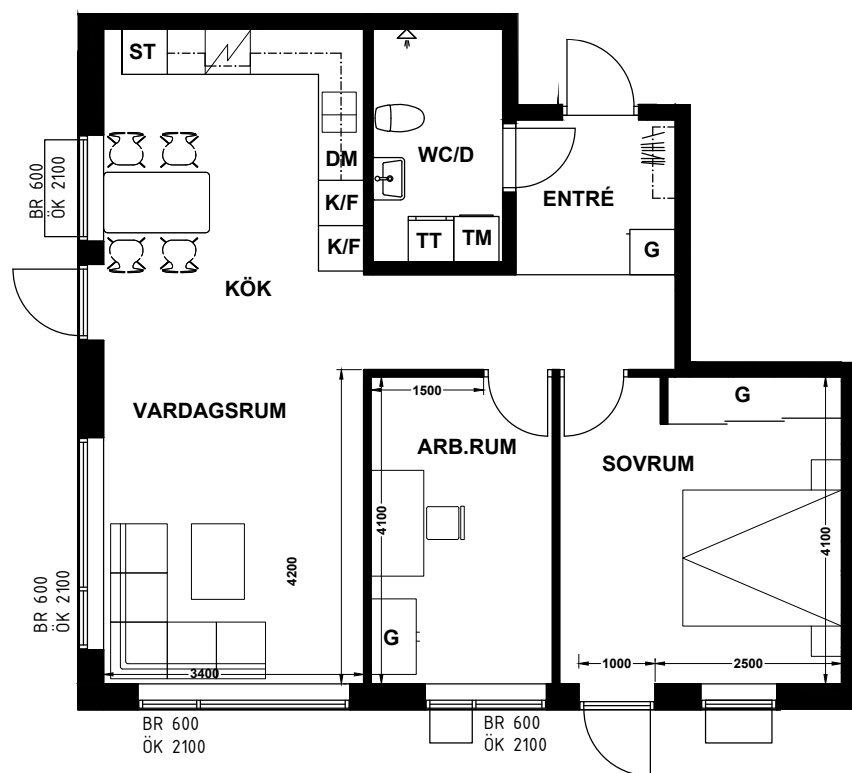 ST
DM
K/F
K/F
WC/D
TT
TM
ENTRÉ
G
BR 600
ÖK 2100
KÖK
VARDAGSRUM
1500
ARB.RUM
4100
G
G
SOVRUM
4100
4200
BR 600
ÖK 2100
3400
1000
2500
BR 600
ÖK 2100
BR 600
ÖK 2100